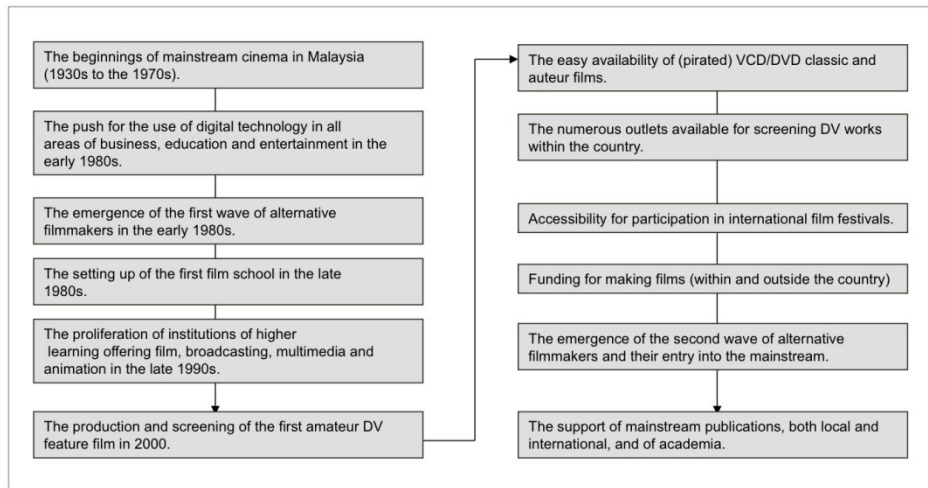 The beginnings of mainstream cinema in Malaysia
(1930s to the 1970s).
The push for the use of digital technology in all
areas of business, education and entertainment in the
early 1980s.
The emergence of the first wave of alternative
filmmakers in the early 1980s.
The setting up of the first film school in the late
1980s.
The proliferation of institutions of higher
learning offering film, broadcasting, multimedia and
animation in the late 1990s.
The production and screening of the first amateur DV
feature film in 2000.
The easy availability of (pirated) VCD/DVD classic and
auteur films.
The numerous outlets available for screening DV works
within the country.
Accessibility for participation in international film festivals.
Funding for making films (within and outside the country)
The emergence of the second wave of alternative
filmmakers and their entry into the mainstream.
The support of mainstream publications, both local and
international, and of academia.